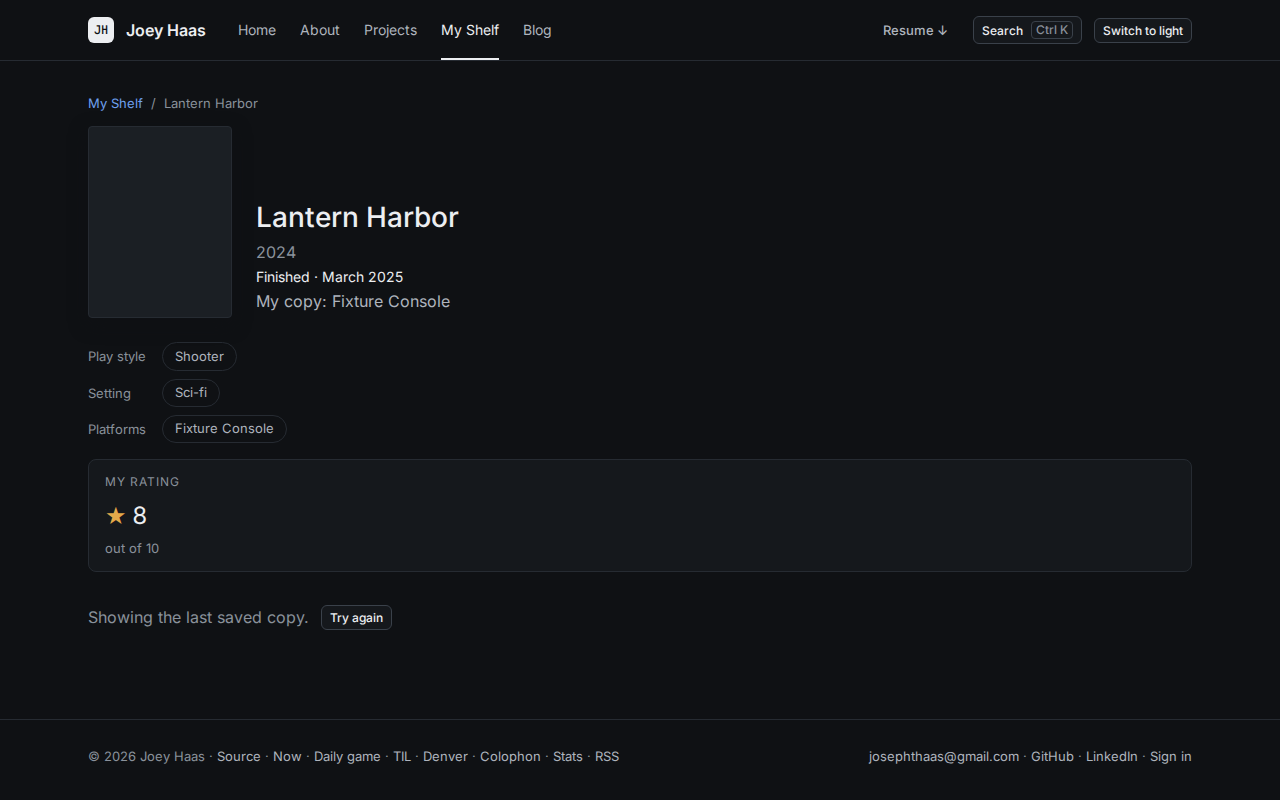 JH Joey Haas Home About Projects My Shelf Blog Resume ↓ Search Ctrl K Switch to light
My Shelf / Lantern Harbor
Lantern Harbor
2024
Finished · March 2025
My copy: Fixture Console
Play style Shooter
Setting Sci-fi
Platforms Fixture Console
MY RATING
★ 8
out of 10
Showing the last saved copy. Try again
© 2026 Joey Haas · Source · Now · Daily game · TIL · Denver · Colophon · Stats · RSS josephthaas@gmail.com · GitHub · LinkedIn · Sign in